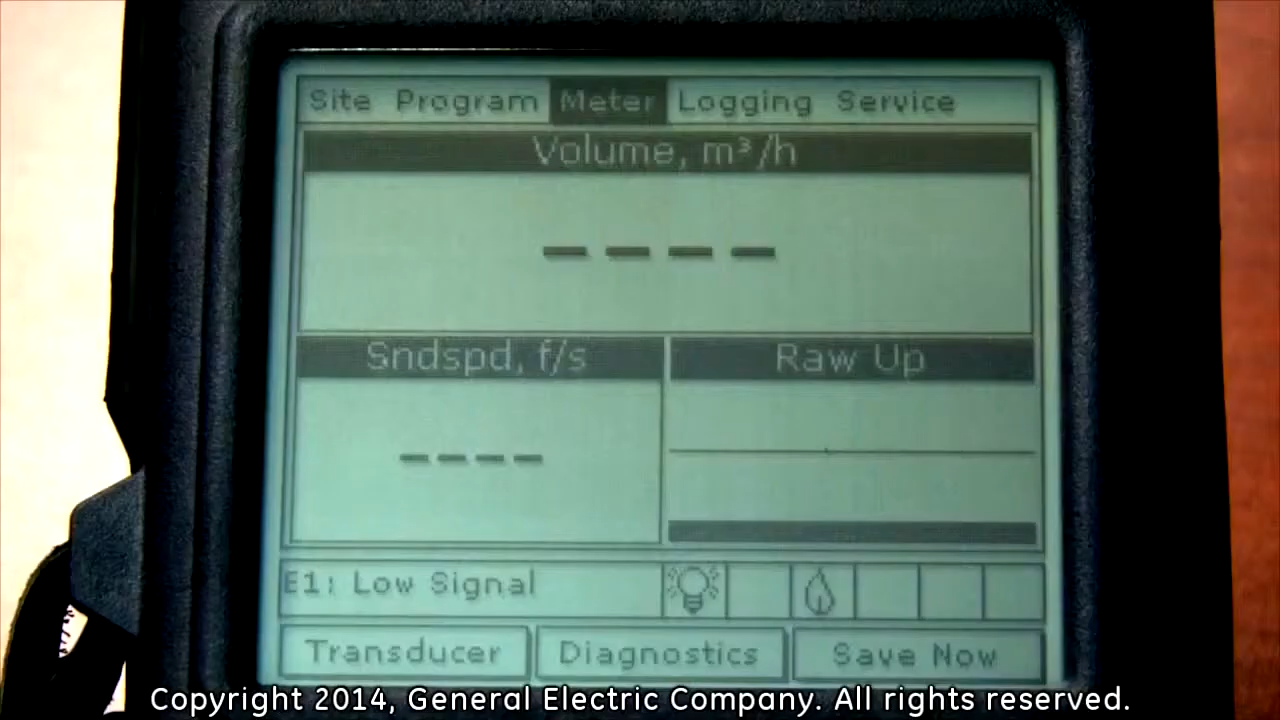 Site Program Meter Logging Service
Volume, m³/h
– – – –
Sndspd, f/s
Raw Up
– – – –
E1: Low Signal
Transducer Diagnostics Save Now
Copyright 2014, General Electric Company. All rights reserved.